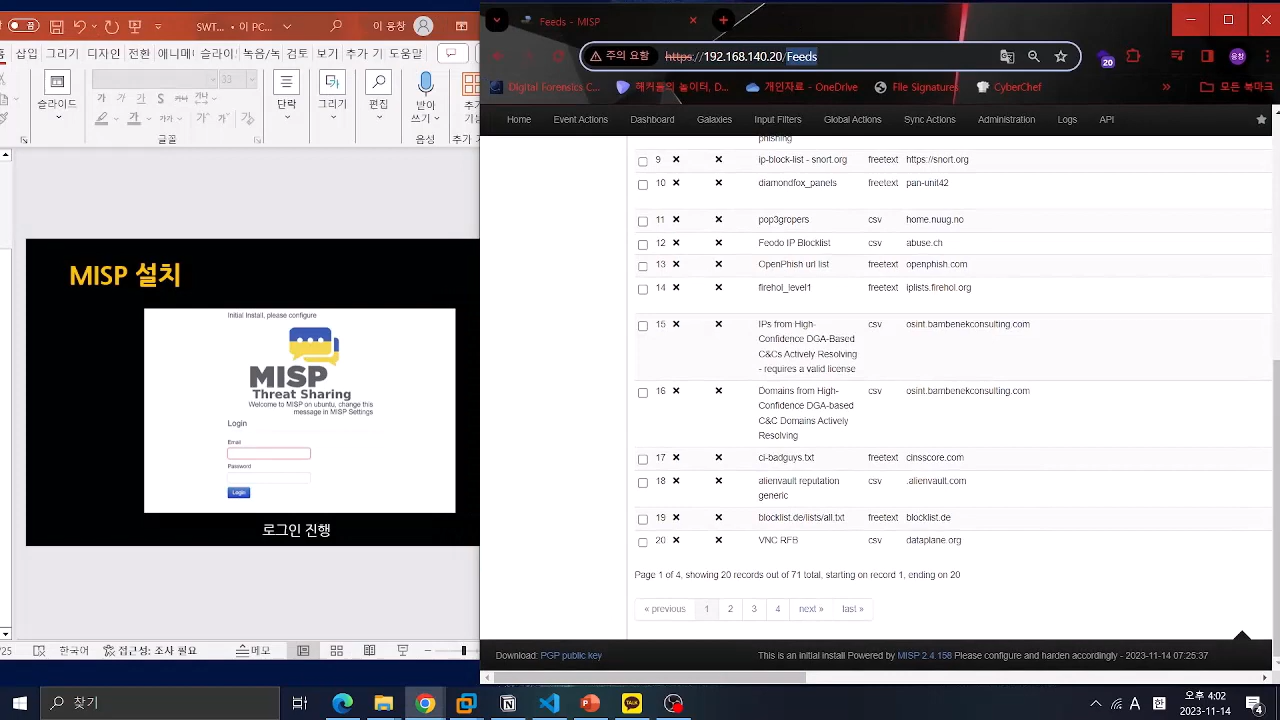 SWT...
삽입 그리기 디자인 전환 애니메 슬라이드 녹음/녹 검토 보기 녹음/녹 도움말
33
가 가 가 S
슬라이드
단락
그리기
편집
받아
쓰기
추가
기
글꼴
MISP 설치
Initial Install, please configure
MISP
Threat Sharing
Welcome to MISP on ubuntu, change this
message in MISP Settings
Login
Email
Password
Login
로그인 진행
/25
한국어
접근성: 조사 필요
메모
찾기
Feeds - MISP
주의 요함
https://192.168.140.20/Feeds
20
Digital Forensics C...
해커들의 놀이터, D...
개인자료 - OneDrive
File Signatures
CyberChef
»
모든 북마크
Home Event Actions Dashboard Galaxies Input Filters Global Actions Sync Actions Administration Logs API
phishing
9 ✕ ✕ ip-block-list - snort.org freetext https://snort.org
10 ✕ ✕ diamondfox_panels freetext pan-unit42
11 ✕ ✕ pop3gropers csv home.nuug.no
12 ✕ ✕ Feodo IP Blocklist csv abuse.ch
13 ✕ ✕ OpenPhish url list freetext openphish.com
14 ✕ ✕ firehol_level1 freetext iplists.firehol.org
15 ✕ ✕ IPs from High- csv osint.bambenekconsulting.com
Confidence DGA-Based
C&Cs Actively Resolving
- requires a valid license
16 ✕ ✕ Domains from High- csv osint.bambenekconsulting.com
Confidence DGA-based
C&C Domains Actively
Resolving
17 ✕ ✕ ci-badguys.txt freetext cinsscore.com
18 ✕ ✕ alienvault reputation csv .alienvault.com
generic
19 ✕ ✕ blocklist.de/lists/all.txt freetext blocklist.de
20 ✕ ✕ VNC RFB csv dataplane.org
Page 1 of 4, showing 20 records out of 71 total, starting on record 1, ending on 20
« previous 1 2 3 4 next » last »
Download: PGP public key
This is an initial install Powered by MISP 2.4.158 Please configure and harden accordingly - 2023-11-14 07:25:37
TALK
A 한
오후 4:02
2023-11-14
4